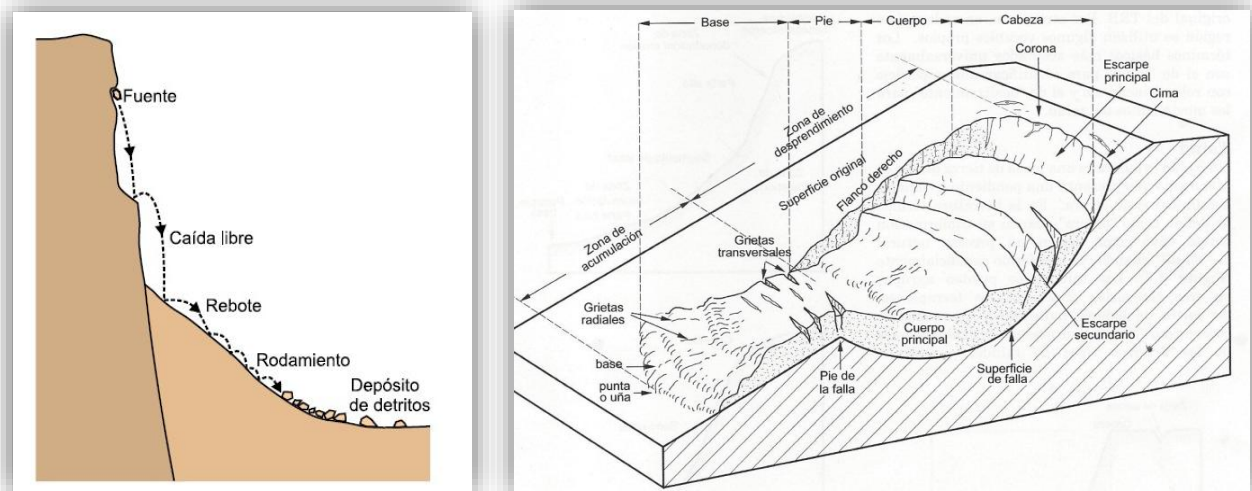 Fuente
Caída libre
Rebote
Rodamiento
Depósito
de detritos
Base
Pie
Cuerpo
Cabeza
Corona
Escarpe
principal
Cima
Zona de
desprendimiento
Superficie original
Flanco derecho
Zona de
acumulación
Grietas
transversales
Grietas
radiales
base
punta
o uña
Pie de
la falla
Cuerpo
principal
Superficie
de falla
Escarpe
secundario